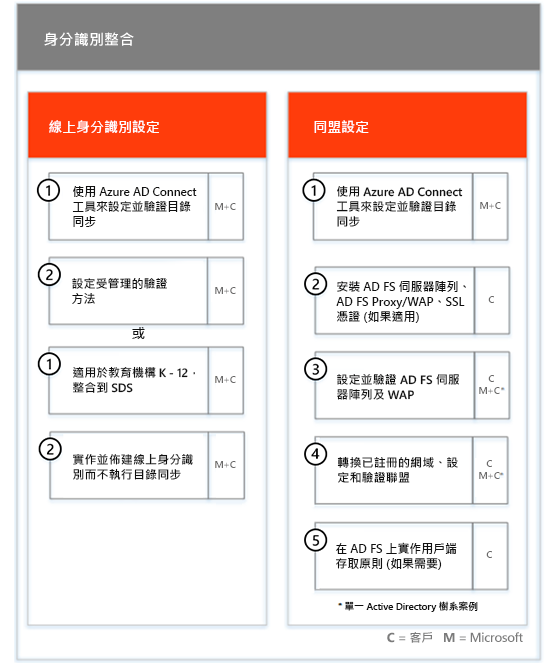 身分識別整合
線上身分識別設定
1
使用 Azure AD Connect
工具來設定並驗證目錄
同步
M+C
2
設定受管理的驗證
方法
M+C
或
1
適用於教育機構 K - 12，
整合到 SDS
M+C
2
實作並佈建線上身分識
別而不執行目錄同步
M+C
同盟設定
1
使用 Azure AD Connect
工具來設定並驗證目錄
同步
M+C
2
安裝 AD FS 伺服器陣列、
AD FS Proxy/WAP、SSL
憑證 (如果適用)
C
3
設定並驗證 AD FS 伺服
器陣列及 WAP
C
M+C*
4
轉換已註冊的網域、設
定和驗證聯盟
C
M+C*
5
在 AD FS 上實作用戶端
存取原則 (如果需要)
C
* 單一 Active Directory 樹系案例
C = 客戶 M = Microsoft